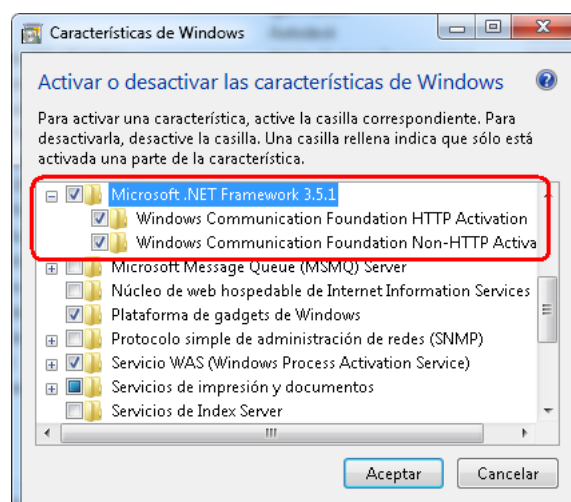 Características de Windows
Activar o desactivar las características de Windows
Para activar una característica, active la casilla correspondiente. Para
desactivarla, desactive la casilla. Una casilla rellena indica que sólo está
activada una parte de la característica.
Microsoft .NET Framework 3.5.1
Windows Communication Foundation HTTP Activation
Windows Communication Foundation Non-HTTP Activa
Microsoft Message Queue (MSMQ) Server
Núcleo de web hospedable de Internet Information Services
Plataforma de gadgets de Windows
Protocolo simple de administración de redes (SNMP)
Servicio WAS (Windows Process Activation Service)
Servicios de impresión y documentos
Servicios de Index Server
Aceptar Cancelar